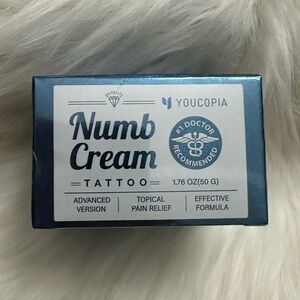 YOUCOPIA
Numb
Cream
TATTOO
#1 DOCTOR
RECOMMENDED
1.76 OZ(50 G)
ADVANCED
VERSION
TOPICAL
PAIN RELIEF
EFFECTIVE
FORMULA